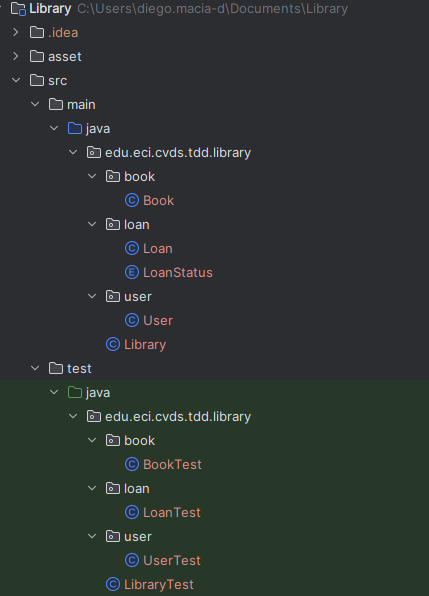 Library C:\Users\diego.macia-d\Documents\Library
.idea
asset
src
main
java
edu.eci.cvds.tdd.library
book
Book
loan
Loan
LoanStatus
user
User
Library
test
java
edu.eci.cvds.tdd.library
book
BookTest
loan
LoanTest
user
UserTest
LibraryTest